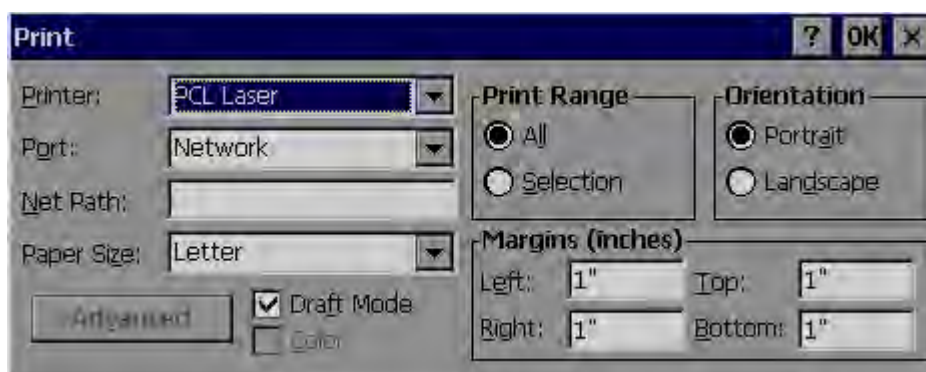 Print ? OK ×
Printer: PCL Laser
Port: Network
Net Path:
Paper Size: Letter
Advanced
Draft Mode
Color
Print Range
All
Selection
Orientation
Portrait
Landscape
Margins (inches)
Left: 1" Top: 1"
Right: 1" Bottom: 1"